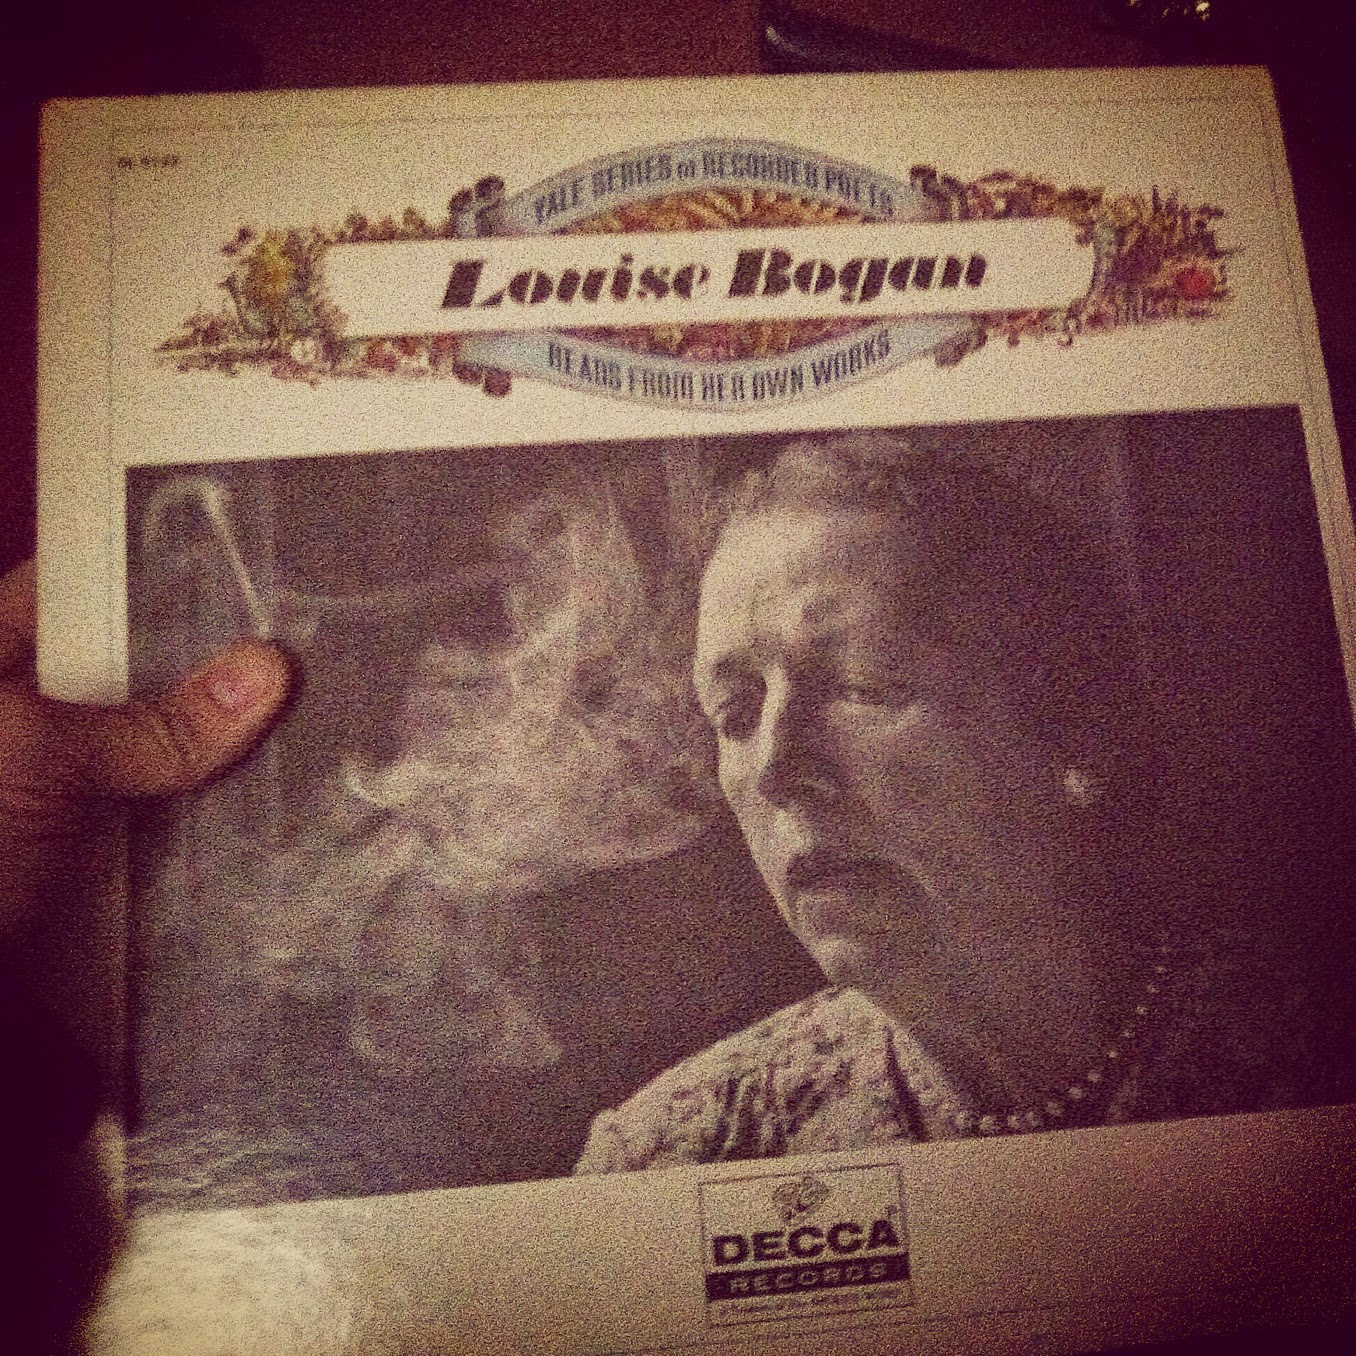 YALE SERIES of RECORDED POETS
Louise Bogan
READS FROM HER OWN WORKS
DECCA
RECORDS